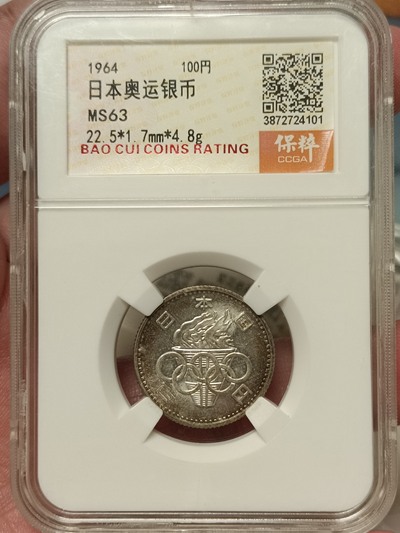 1964 100円
日本奥运银币
MS63
22.5*1.7mm*4.8g
3872724101
BAO CUI COINS RATING
保粹
CCGA
日本国
百円